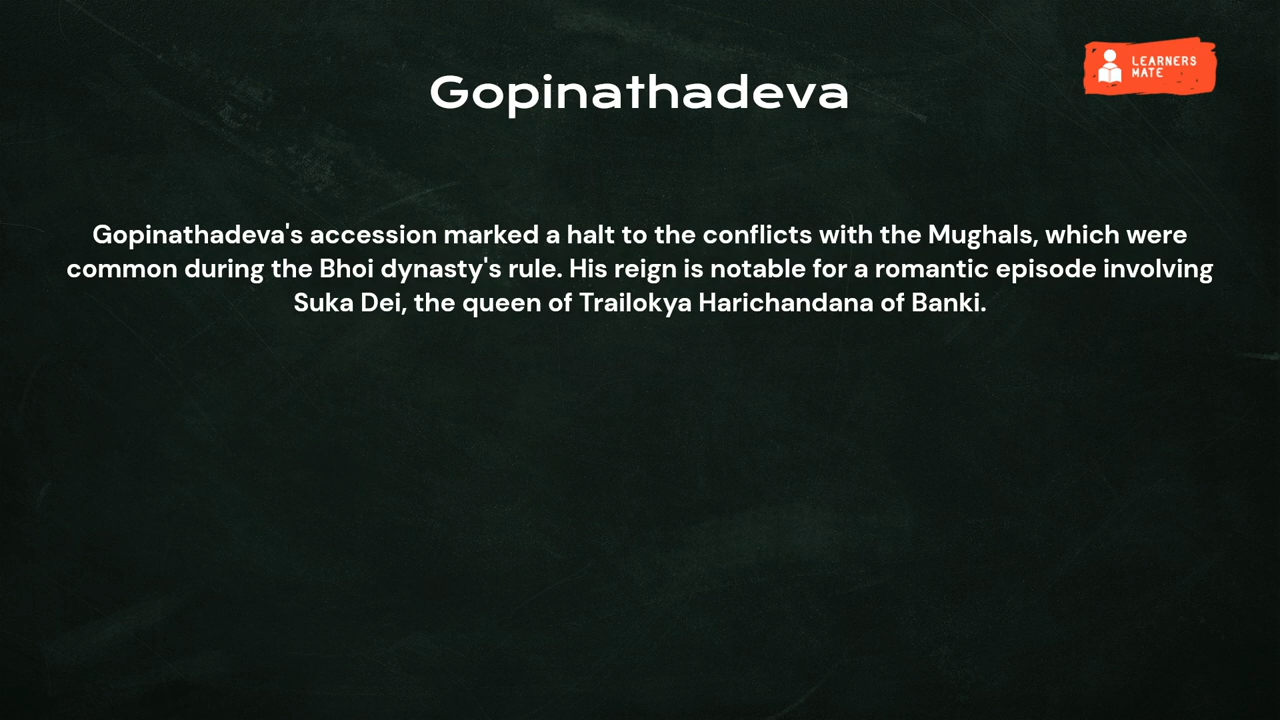 LEARNERS
MATE
Gopinathadeva
Gopinathadeva's accession marked a halt to the conflicts with the Mughals, which were
common during the Bhoi dynasty's rule. His reign is notable for a romantic episode involving
Suka Dei, the queen of Trailokya Harichandana of Banki.